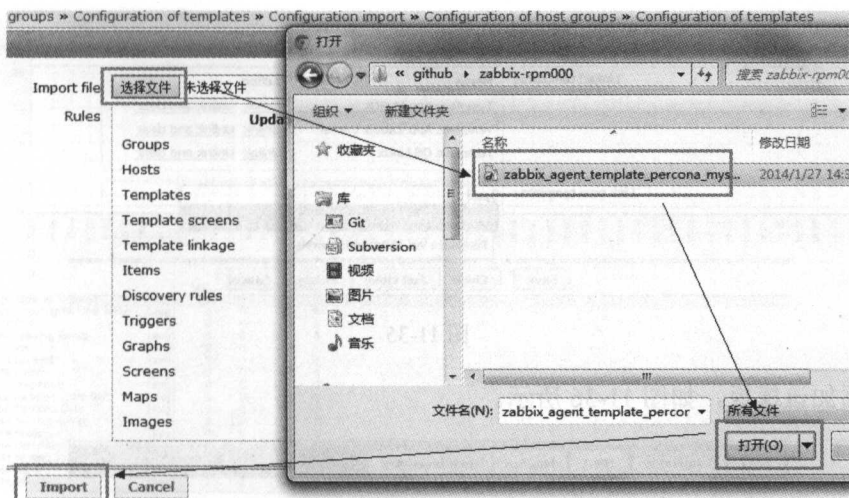 groups » Configuration of templates » Configuration import » Configuration of host groups » Configuration of templates
打开
« github ▸ zabbix-rpm000
搜索 zabbix-rpm00
Import file 选择文件 未选择文件
组织 新建文件夹
Rules
Upda
收藏夹
名称 修改日期
Groups
zabbix_agent_template_percona_mys... 2014/1/27 14:3
Hosts
Templates
库
Template screens
Git
Template linkage
Subversion
Items
视频
Discovery rules
图片
Triggers
文档
Graphs
音乐
Screens
Maps
Images
文件名(N): zabbix_agent_template_percor 所有文件
打开(O)
Import Cancel